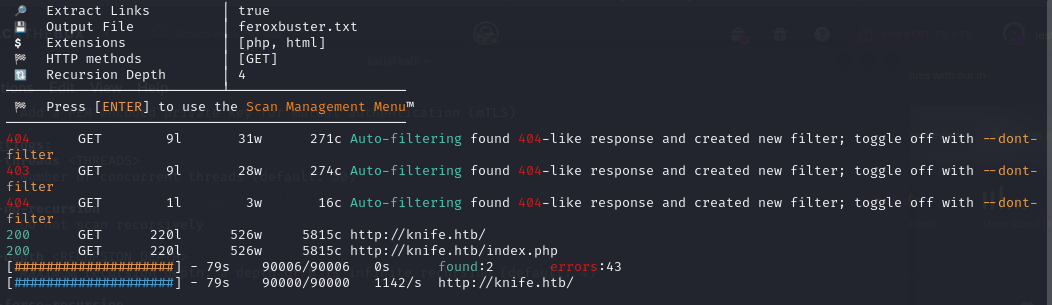 🔎 Extract Links │ true
💾 Output File │ feroxbuster.txt
$ Extensions │ [php, html]
🏁 HTTP methods │ [GET]
🔃 Recursion Depth │ 4
🏁 Press [ENTER] to use the Scan Management Menu™
404 GET 9l 31w 271c Auto-filtering found 404-like response and created new filter; toggle off with --dont-
filter
403 GET 9l 28w 274c Auto-filtering found 404-like response and created new filter; toggle off with --dont-
filter
404 GET 1l 3w 16c Auto-filtering found 404-like response and created new filter; toggle off with --dont-
filter
200 GET 220l 526w 5815c http://knife.htb/
200 GET 220l 526w 5815c http://knife.htb/index.php
[####################] - 79s 90006/90006 0s found:2 errors:43
[####################] - 79s 90000/90000 1142/s http://knife.htb/